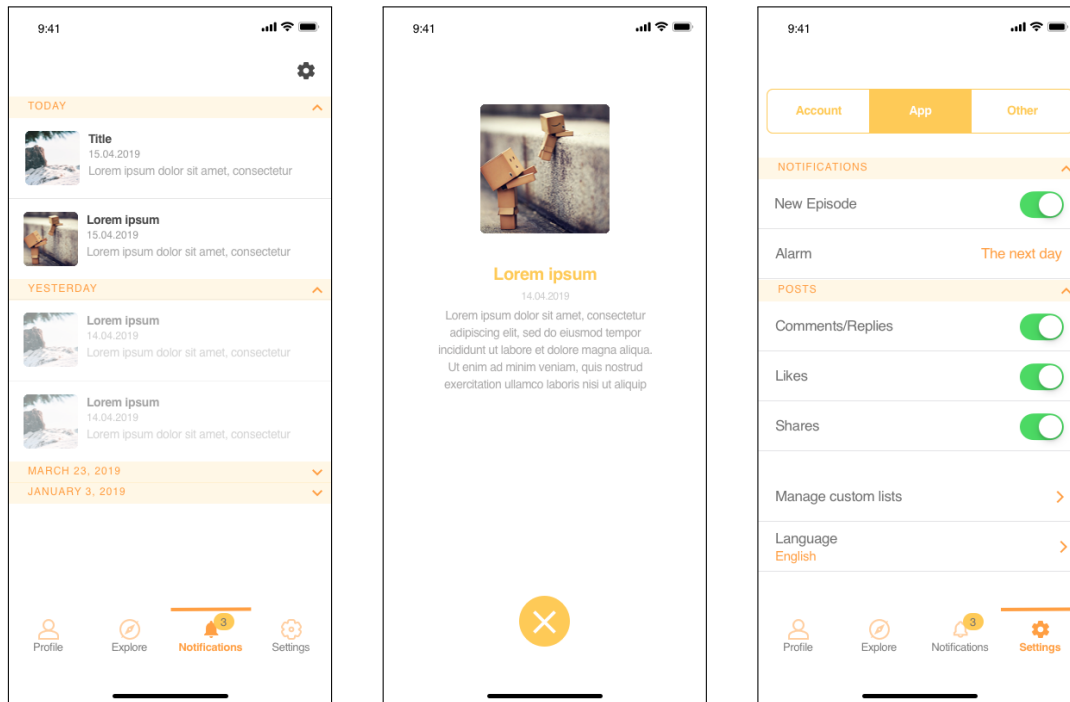 9:41
TODAY
Title
15.04.2019
Lorem ipsum dolor sit amet, consectetur
Lorem ipsum
15.04.2019
Lorem ipsum dolor sit amet, consectetur
YESTERDAY
Lorem ipsum
14.04.2019
Lorem ipsum dolor sit amet, consectetur
Lorem ipsum
14.04.2019
Lorem ipsum dolor sit amet, consectetur
MARCH 23, 2019
JANUARY 3, 2019
3
Profile
Explore
Notifications
Settings
9:41
Lorem ipsum
14.04.2019
Lorem ipsum dolor sit amet, consectetur
adipiscing elit, sed do eiusmod tempor
incididunt ut labore et dolore magna aliqua.
Ut enim ad minim veniam, quis nostrud
exercitation ullamco laboris nisi ut aliquip
9:41
Account
App
Other
NOTIFICATIONS
New Episode
Alarm
The next day
POSTS
Comments/Replies
Likes
Shares
Manage custom lists
Language
English
3
Profile
Explore
Notifications
Settings